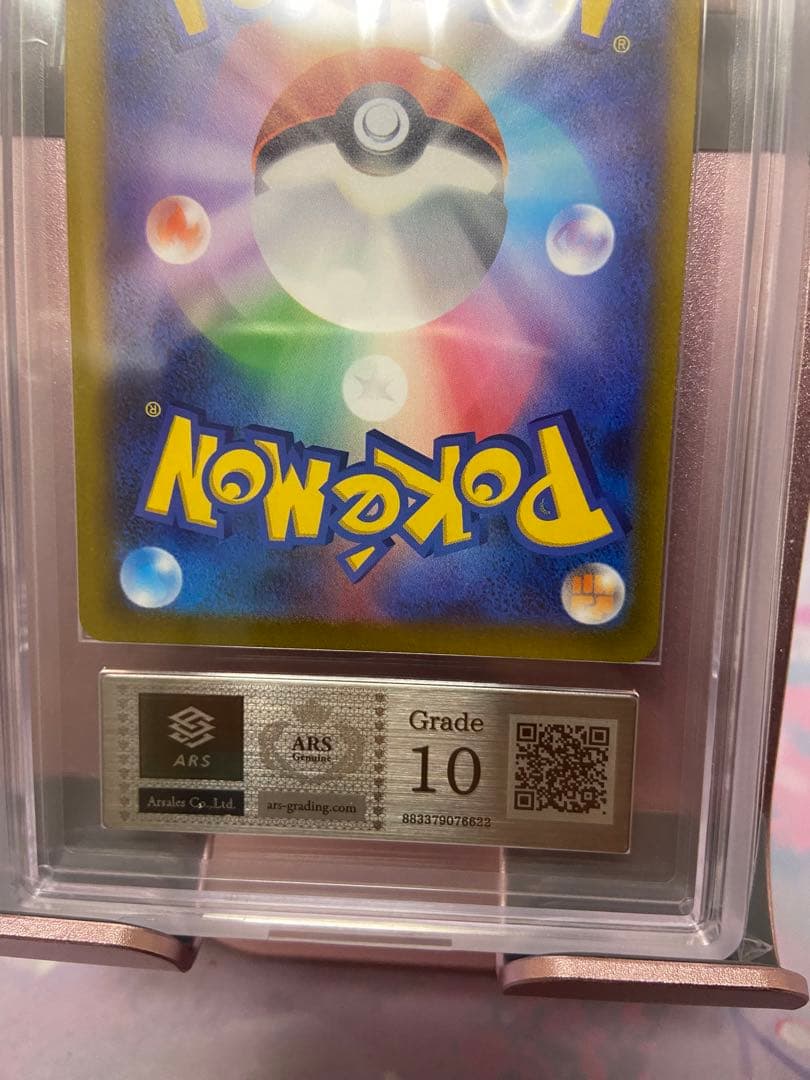 ®
®
POKéMON
ARS
Arsales Co.,Ltd.
ARS
Genuine
ars-grading.com
Grade
10
883379076622